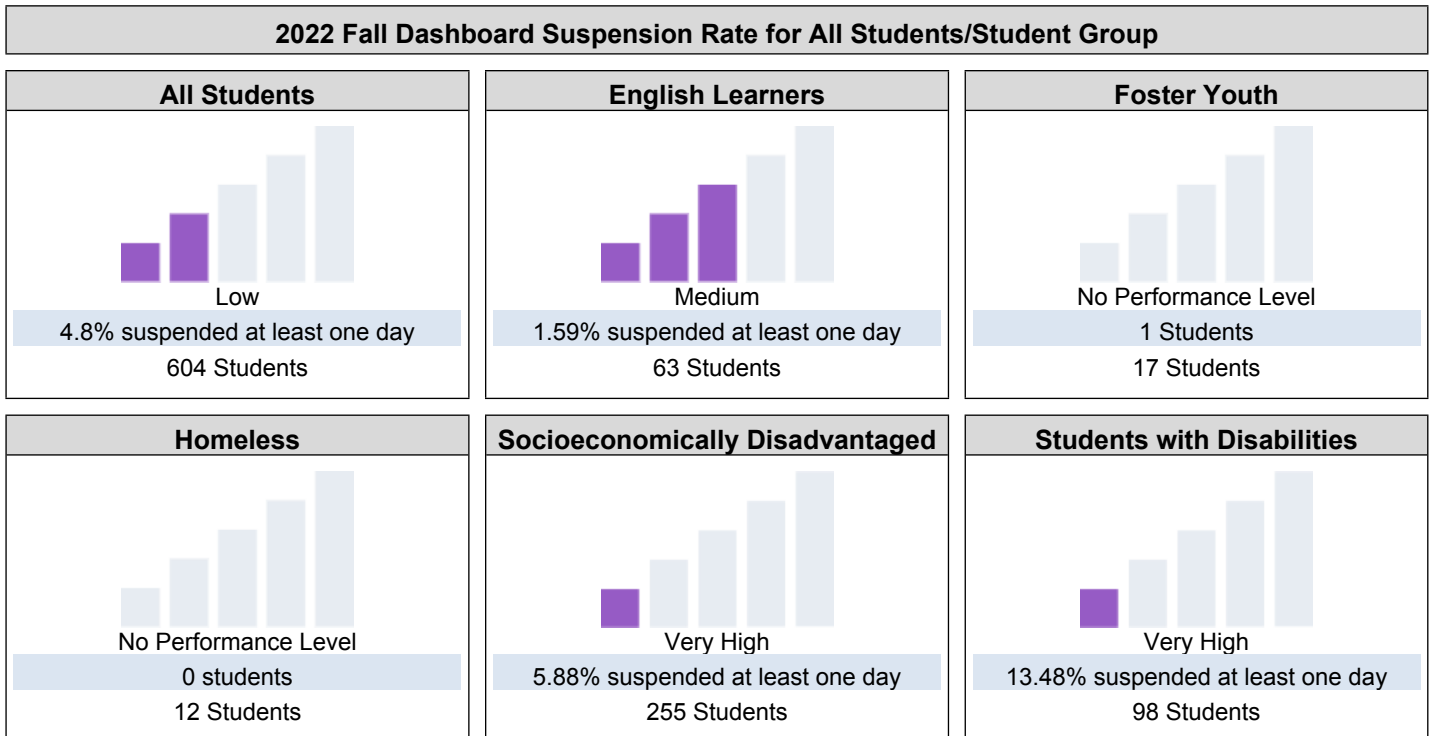 2022 Fall Dashboard Suspension Rate for All Students/Student Group
All Students
Low
4.8% suspended at least one day
604 Students
English Learners
Medium
1.59% suspended at least one day
63 Students
Foster Youth
No Performance Level
1 Students
17 Students
Homeless
No Performance Level
0 students
12 Students
Socioeconomically Disadvantaged
Very High
5.88% suspended at least one day
255 Students
Students with Disabilities
Very High
13.48% suspended at least one day
98 Students